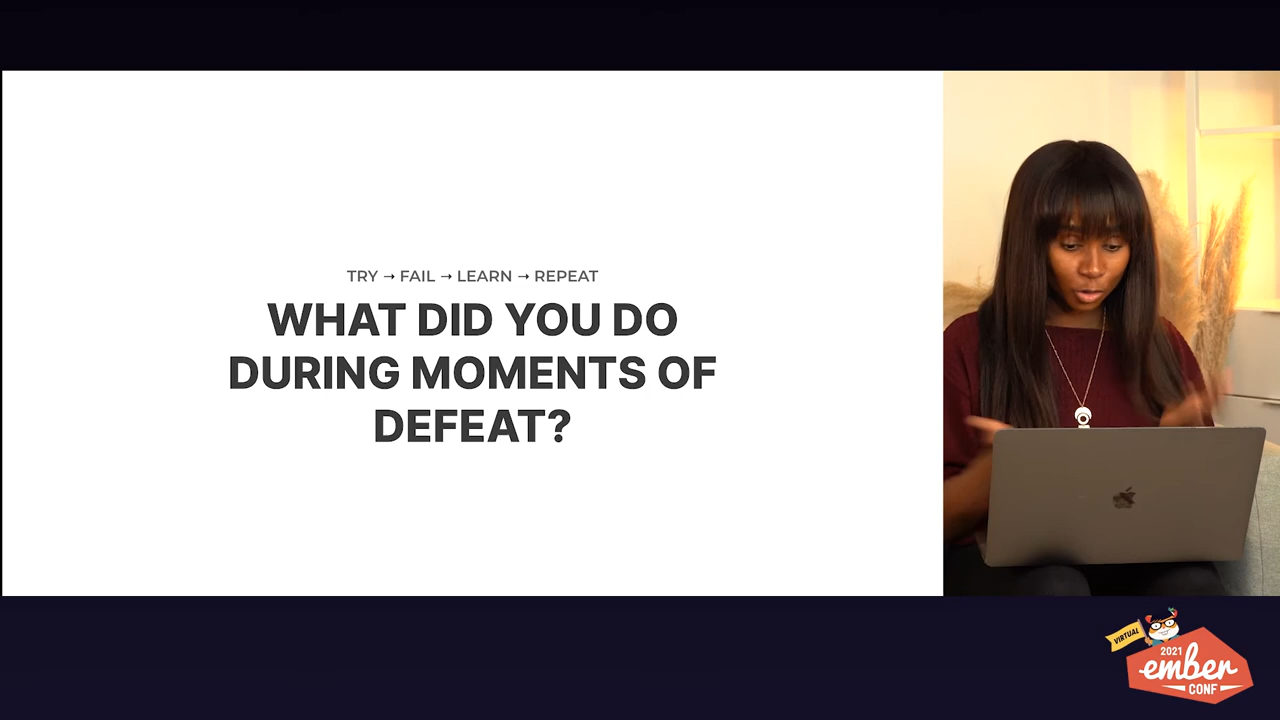 TRY → FAIL → LEARN → REPEAT
WHAT DID YOU DO
DURING MOMENTS OF
DEFEAT?
VIRTUAL
2021
ember
CONF